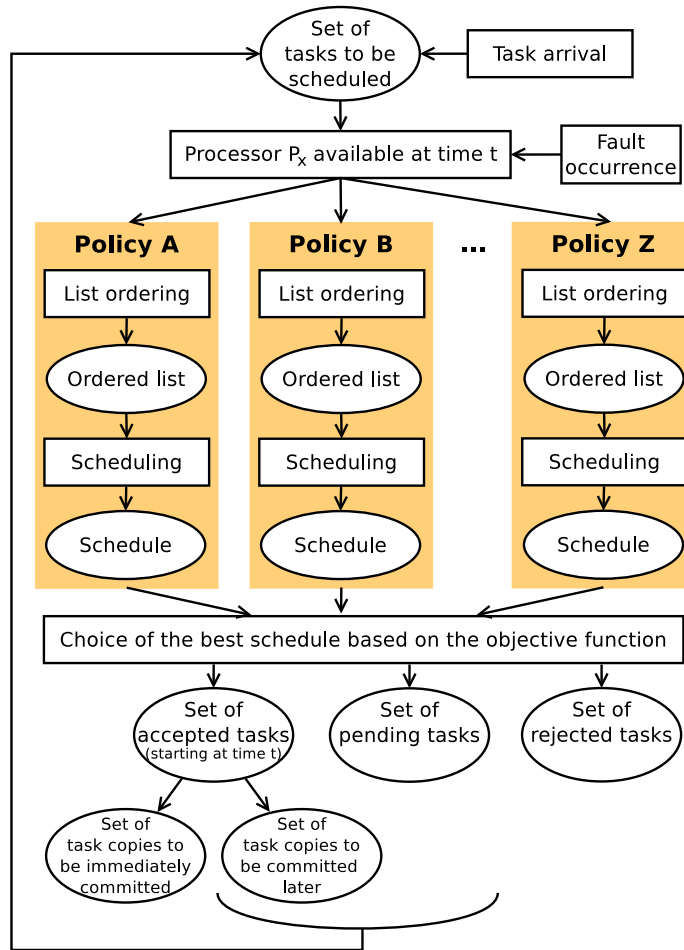 Set of
tasks to be
scheduled
Task arrival
Processor Px available at time t
Fault
occurrence
Policy A
List ordering
Ordered list
Scheduling
Schedule
Policy B
List ordering
Ordered list
Scheduling
Schedule
...
Policy Z
List ordering
Ordered list
Scheduling
Schedule
Choice of the best schedule based on the objective function
Set of
accepted tasks
(starting at time t)
Set of
pending tasks
Set of
rejected tasks
Set of
task copies to
be immediately
committed
Set of
task copies to
be committed
later